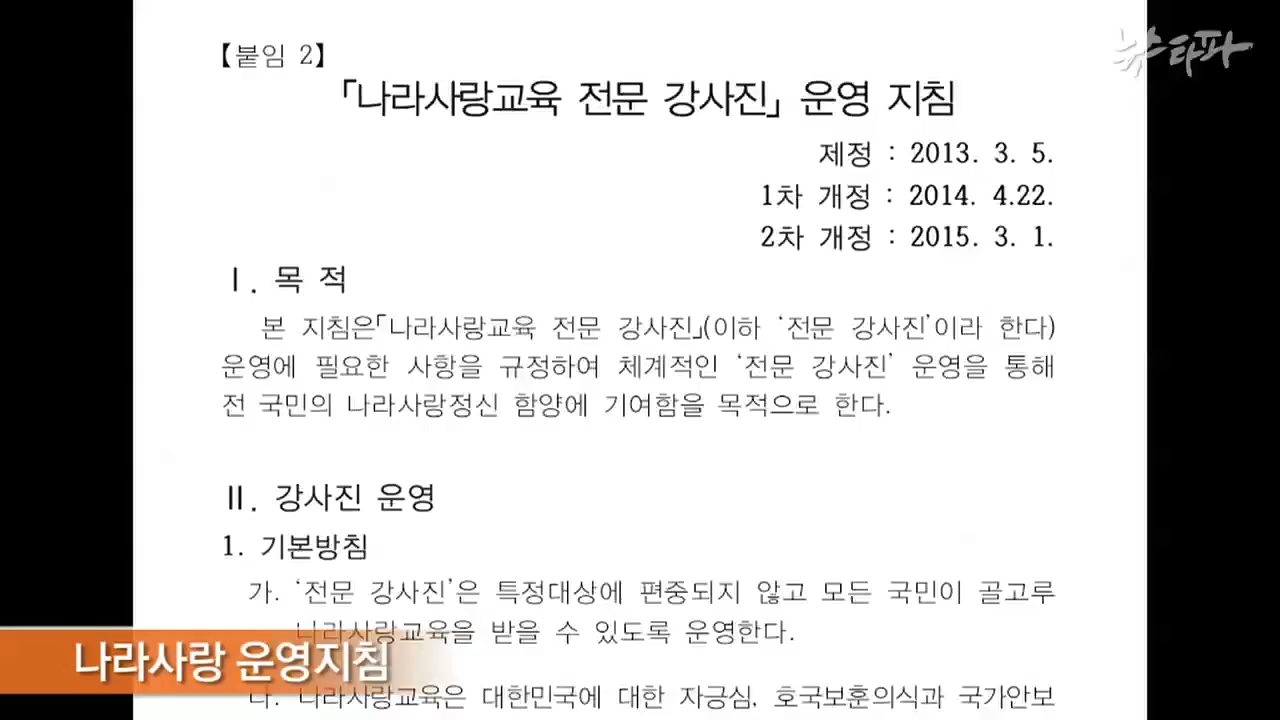 뉴스타파
【붙임 2】
「나라사랑교육 전문 강사진」 운영 지침
제정 : 2013. 3. 5.
1차 개정 : 2014. 4.22.
2차 개정 : 2015. 3. 1.
Ⅰ. 목 적
본 지침은「나라사랑교육 전문 강사진」(이하 '전문 강사진'이라 한다)
운영에 필요한 사항을 규정하여 체계적인 '전문 강사진' 운영을 통해
전 국민의 나라사랑정신 함양에 기여함을 목적으로 한다.
Ⅱ. 강사진 운영
1. 기본방침
가. '전문 강사진'은 특정대상에 편중되지 않고 모든 국민이 골고루
나라사랑교육을 받을 수 있도록 운영한다.
나라사랑 운영지침
나. 나라사랑교육은 대한민국에 대한 자긍심, 호국보훈의식과 국가안보